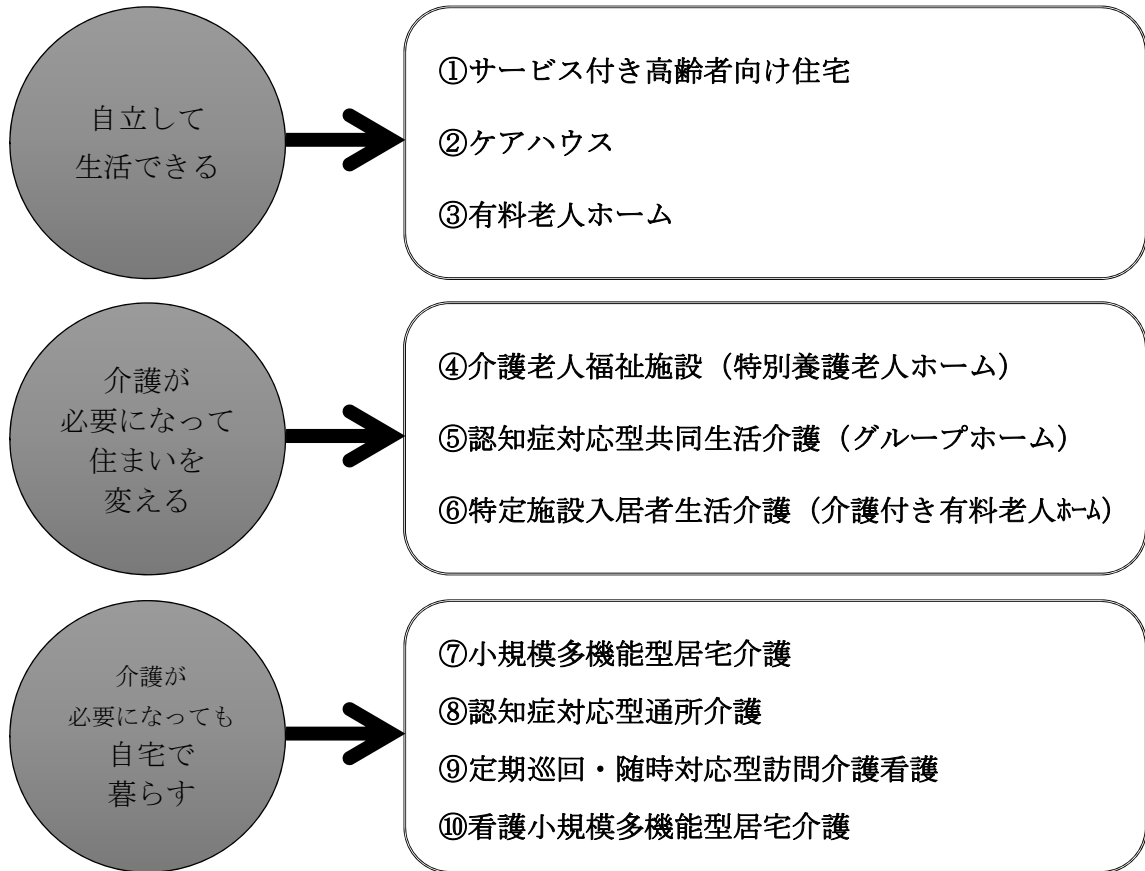 自立して
生活できる
①サービス付き高齢者向け住宅
②ケアハウス
③有料老人ホーム
介護が
必要になって
住まいを
変える
④介護老人福祉施設（特別養護老人ホーム）
⑤認知症対応型共同生活介護（グループホーム）
⑥特定施設入居者生活介護（介護付き有料老人ﾎｰﾑ）
介護が
必要になっても
自宅で
暮らす
⑦小規模多機能型居宅介護
⑧認知症対応型通所介護
⑨定期巡回・随時対応型訪問介護看護
⑩看護小規模多機能型居宅介護